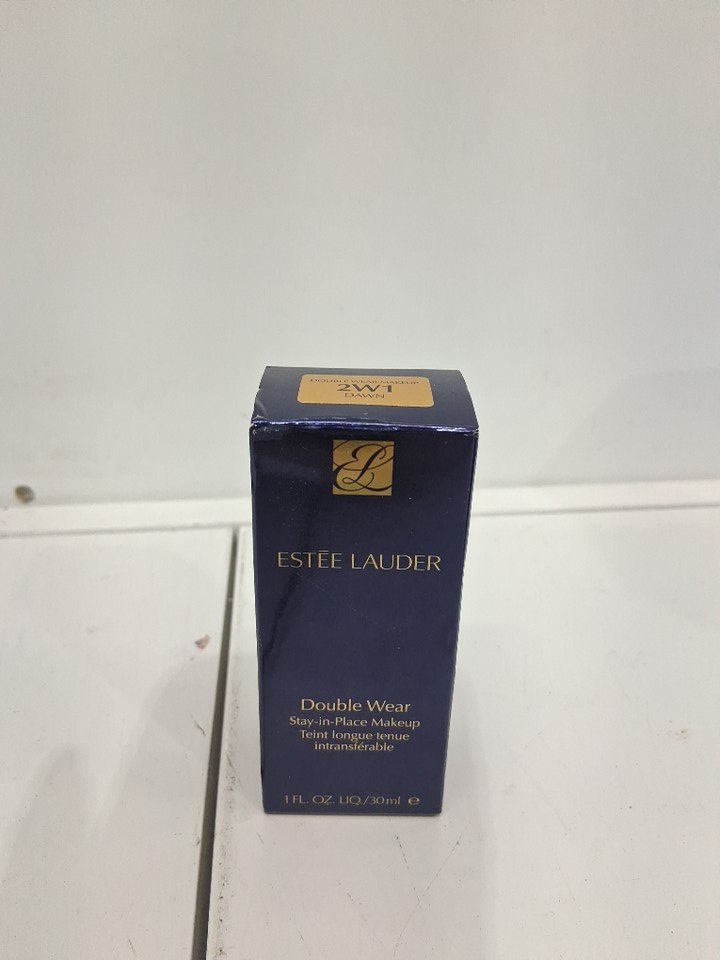 DOUBLE WEAR MAKEUP
2W1
DAWN
EL
ESTĒE LAUDER
Double Wear
Stay-in-Place Makeup
Teint longue tenue
intransférable
1 FL. OZ. LIQ./30ml e